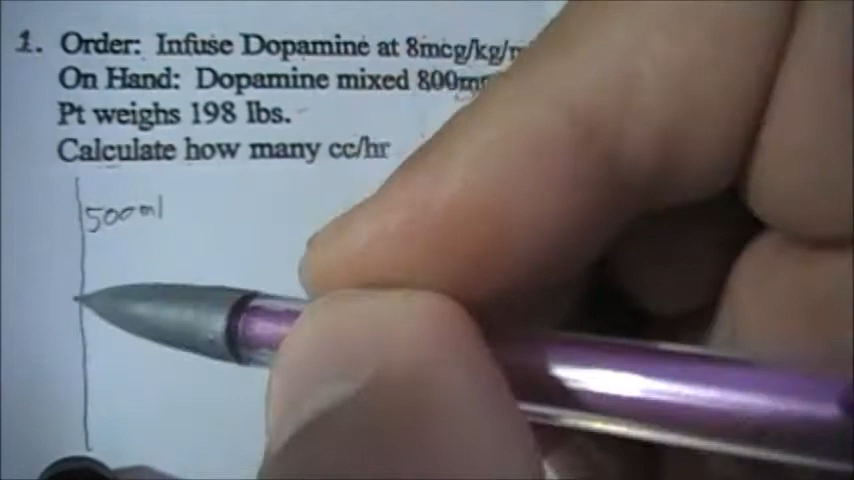 1. Order: Infuse Dopamine at 8mcg/kg/
On Hand: Dopamine mixed 800m
Pt weighs 198 lbs.
Calculate how many cc/hr
500ml